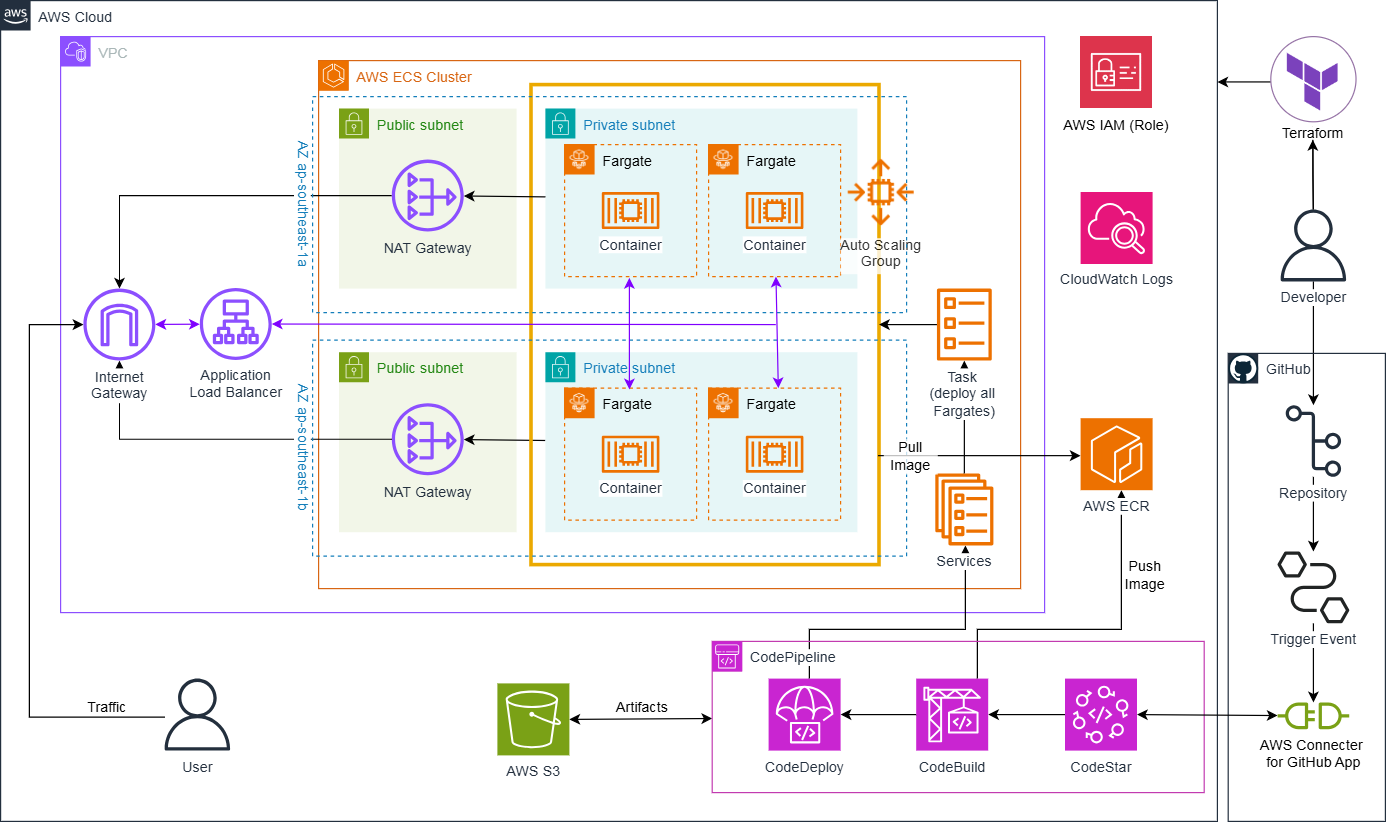 aws
AWS Cloud
VPC
AWS ECS Cluster
AZ ap-southeast-1a
Public subnet
NAT Gateway
Private subnet
Fargate
Container
Fargate
Container
Auto Scaling
Group
AWS IAM (Role)
CloudWatch Logs
Terraform
Developer
Internet
Gateway
Application
Load Balancer
AZ ap-southeast-1b
Public subnet
NAT Gateway
Private subnet
Fargate
Container
Fargate
Container
Task
(deploy all
Fargates)
Pull
Image
Services
AWS ECR
Push
Image
GitHub
Repository
Trigger Event
AWS Connecter
for GitHub App
Traffic
User
AWS S3
Artifacts
CodePipeline
CodeDeploy
CodeBuild
CodeStar